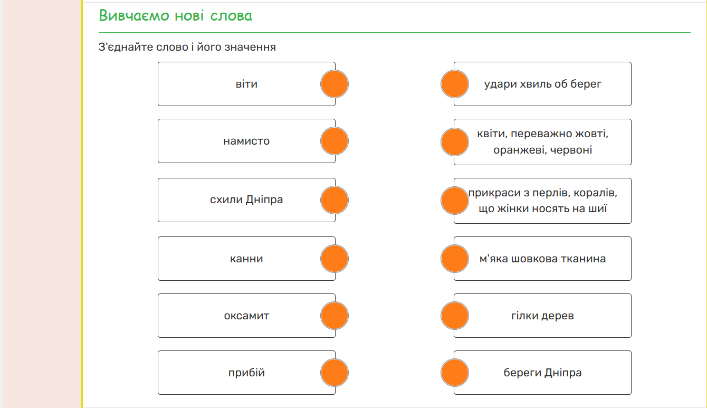 Вивчаємо нові слова
З'єднайте слово і його значення
віти
удари хвиль об берег
намисто
квіти, переважно жовті,
оранжеві, червоні
схили Дніпра
прикраси з перлів, коралів,
що жінки носять на шиї
канни
м'яка шовкова тканина
оксамит
гілки дерев
прибій
береги Дніпра